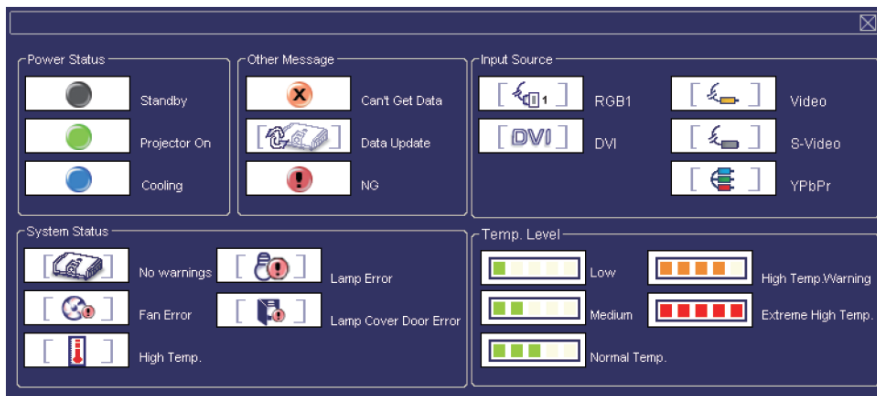 Power Status
Standby
Projector On
Cooling
Other Message
Can't Get Data
Data Update
NG
Input Source
1
RGB1
DVI
DVI
Video
S-Video
YPbPr
System Status
No warnings
Fan Error
High Temp.
Lamp Error
Lamp Cover Door Error
Temp. Level
Low
Medium
Normal Temp.
High Temp.Warning
Extreme High Temp.